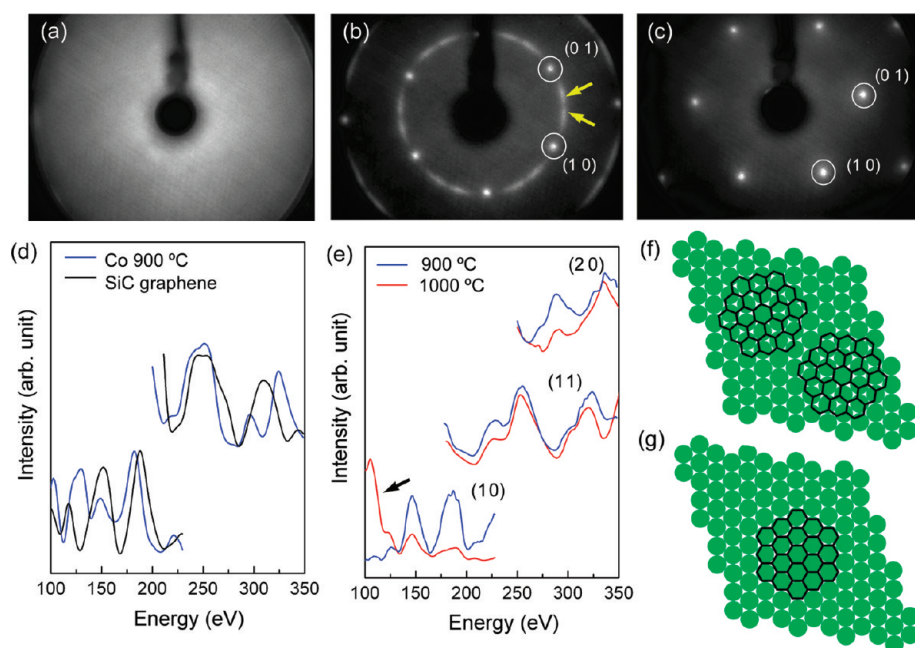 (a)
(b)
(0 1)
(1 0)
(c)
(0 1)
(1 0)
(d)
Co 900 ºC
SiC graphene
Intensity (arb. unit)
100 150 200 250 300 350
Energy (eV)
(e)
900 ºC
1000 ºC
(2 0)
(11)
(10)
Intensity (arb. unit)
100 150 200 250 300 350
Energy (eV)
(f)
(g)